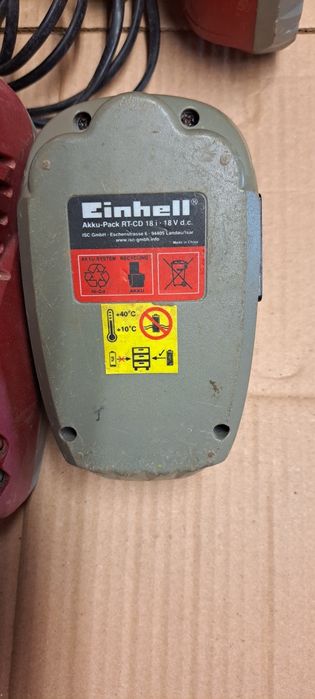 Einhell®
Akku-Pack RT-CD 18 i · 18 V d.c.
ISC GmbH · Eschenstrasse 6 · 94405 Landau/Isar
www.isc-gmbh.info
Made in China
AKKU-SYSTEM RECYCLING
Ni-Cd AKKU
+40°C
+10°C